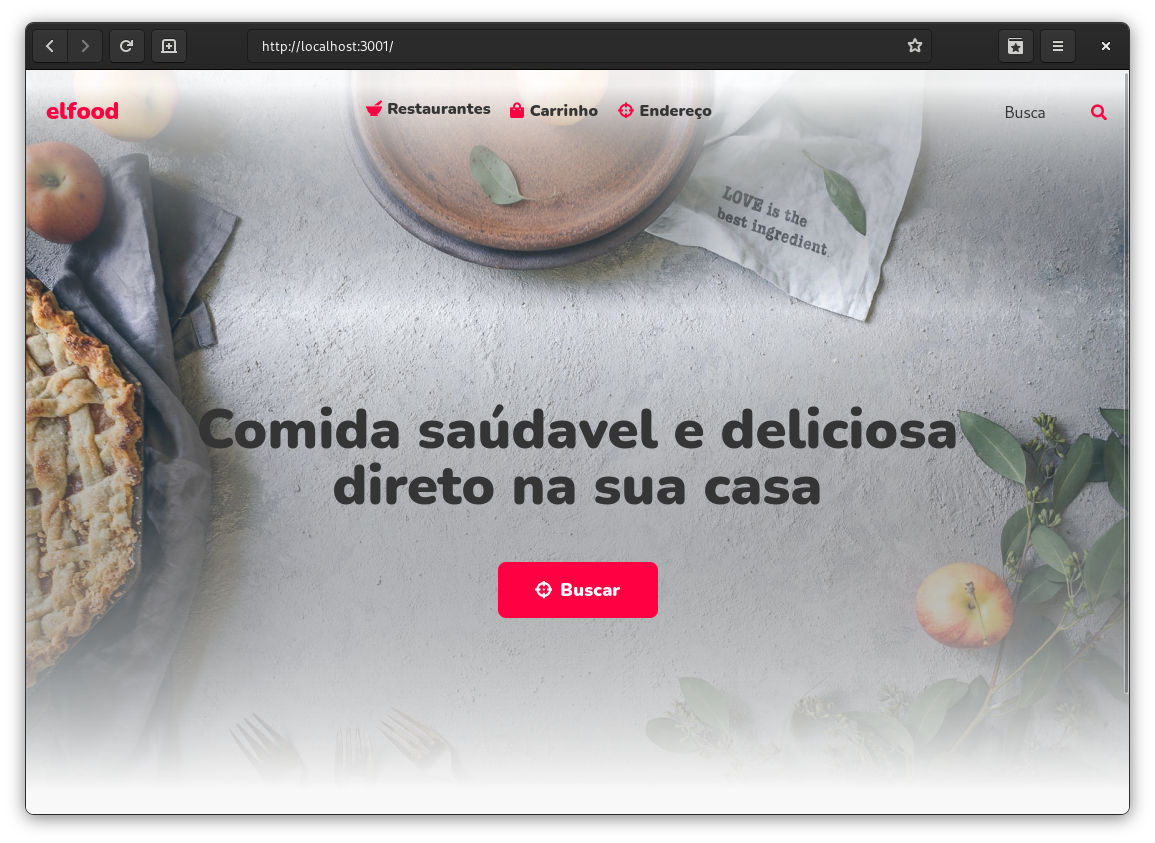 http://localhost:3001/
elfood
Restaurantes Carrinho Endereço
Busca
LOVE is the
best ingredient.
Comida saúdavel e deliciosa
direto na sua casa
Buscar